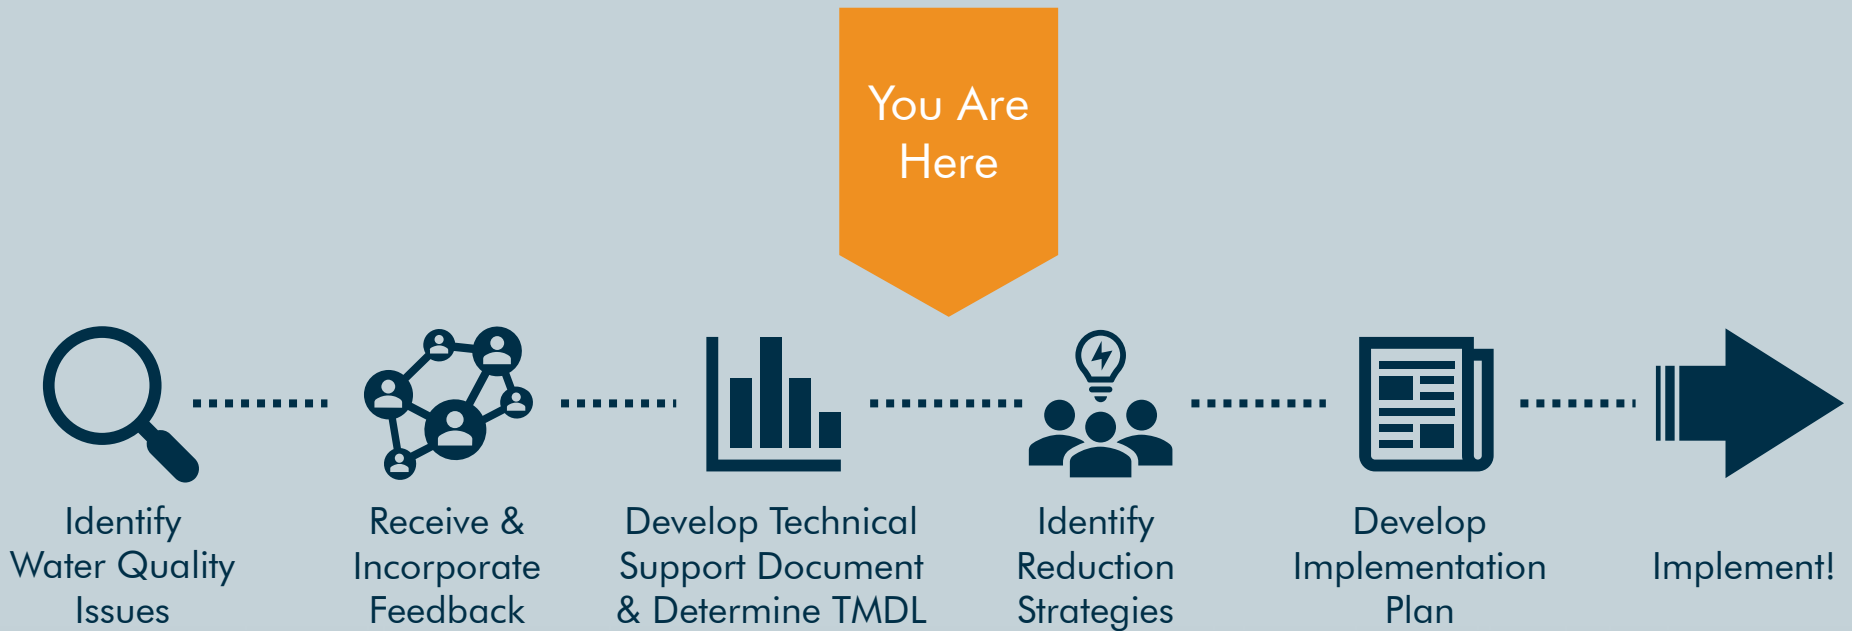 You Are
Here
Identify
Water Quality
Issues
Receive &
Incorporate
Feedback
Develop Technical
Support Document
& Determine TMDL
Identify
Reduction
Strategies
Develop
Implementation
Plan
Implement!